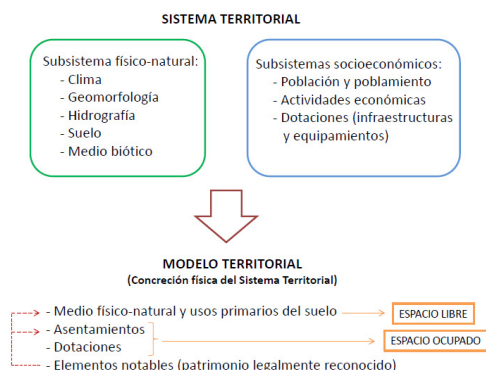 SISTEMA TERRITORIAL
Subsistema físico-natural:
- Clima
- Geomorfología
- Hidrografía
- Suelo
- Medio biótico
Subsistemas socioeconómicos:
- Población y poblamiento
- Actividades económicas
- Dotaciones (infraestructuras
y equipamientos)
MODELO TERRITORIAL
(Concreción física del Sistema Territorial)
- Medio físico-natural y usos primarios del suelo
ESPACIO LIBRE
- Asentamientos
- Dotaciones
ESPACIO OCUPADO
- Elementos notables (patrimonio legalmente reconocido)